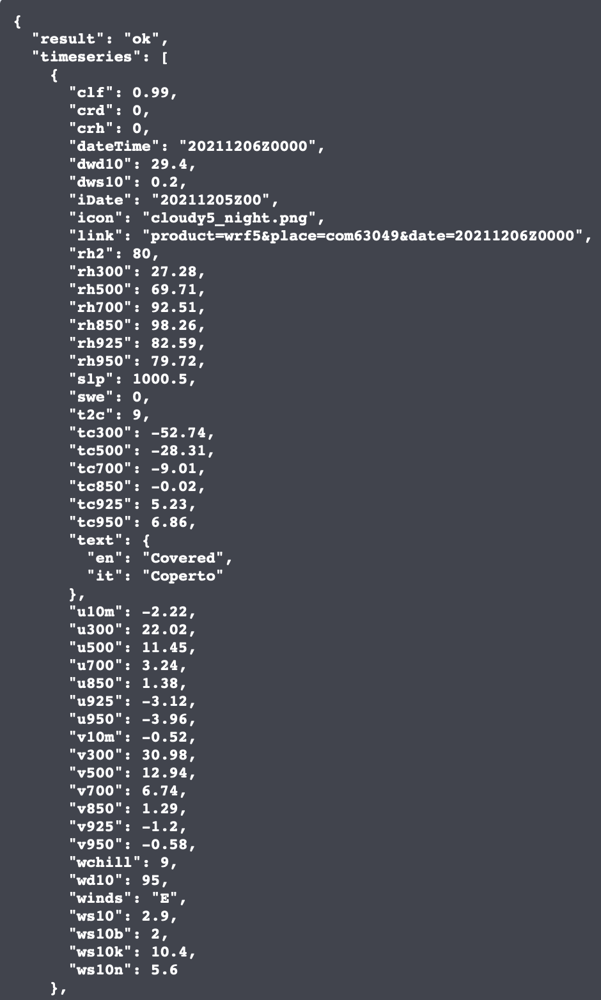 {
  "result": "ok",
  "timeseries": [
    {
      "clf": 0.99,
      "crd": 0,
      "crh": 0,
      "dateTime": "20211206Z0000",
      "dwd10": 29.4,
      "dws10": 0.2,
      "iDate": "20211205Z00",
      "icon": "cloudy5_night.png",
      "link": "product=wrf5&place=com63049&date=20211206Z0000",
      "rh2": 80,
      "rh300": 27.28,
      "rh500": 69.71,
      "rh700": 92.51,
      "rh850": 98.26,
      "rh925": 82.59,
      "rh950": 79.72,
      "slp": 1000.5,
      "swe": 0,
      "t2c": 9,
      "tc300": -52.74,
      "tc500": -28.31,
      "tc700": -9.01,
      "tc850": -0.02,
      "tc925": 5.23,
      "tc950": 6.86,
      "text": {
        "en": "Covered",
        "it": "Coperto"
      },
      "u10m": -2.22,
      "u300": 22.02,
      "u500": 11.45,
      "u700": 3.24,
      "u850": 1.38,
      "u925": -3.12,
      "u950": -3.96,
      "v10m": -0.52,
      "v300": 30.98,
      "v500": 12.94,
      "v700": 6.74,
      "v850": 1.29,
      "v925": -1.2,
      "v950": -0.58,
      "wchill": 9,
      "wd10": 95,
      "winds": "E",
      "ws10": 2.9,
      "ws10b": 2,
      "ws10k": 10.4,
      "ws10n": 5.6
    },